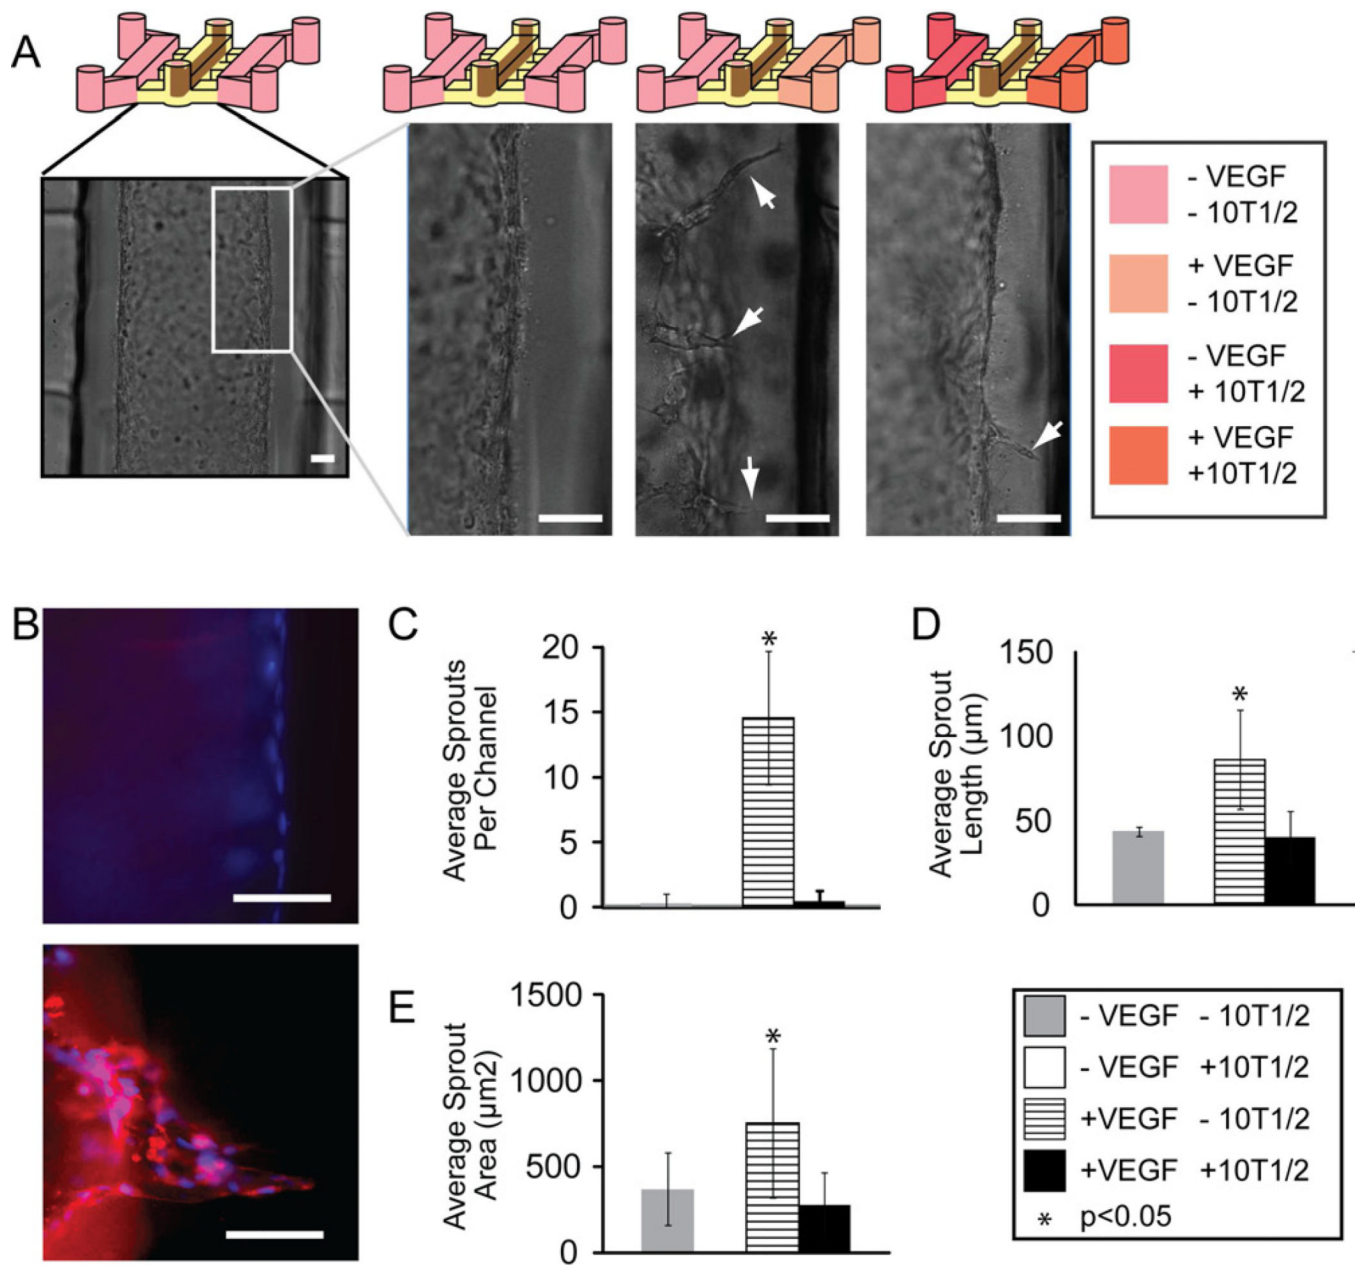 A
- VEGF
- 10T1/2
+ VEGF
- 10T1/2
- VEGF
+ 10T1/2
+ VEGF
+10T1/2
B
C
Average Sprouts
Per Channel
20
15
10
5
0
*
D
Average Sprout
Length (µm)
150
100
50
0
*
E
Average Sprout
Area (µm2)
1500
1000
500
0
*
- VEGF - 10T1/2
- VEGF +10T1/2
+VEGF - 10T1/2
+VEGF +10T1/2
* p<0.05